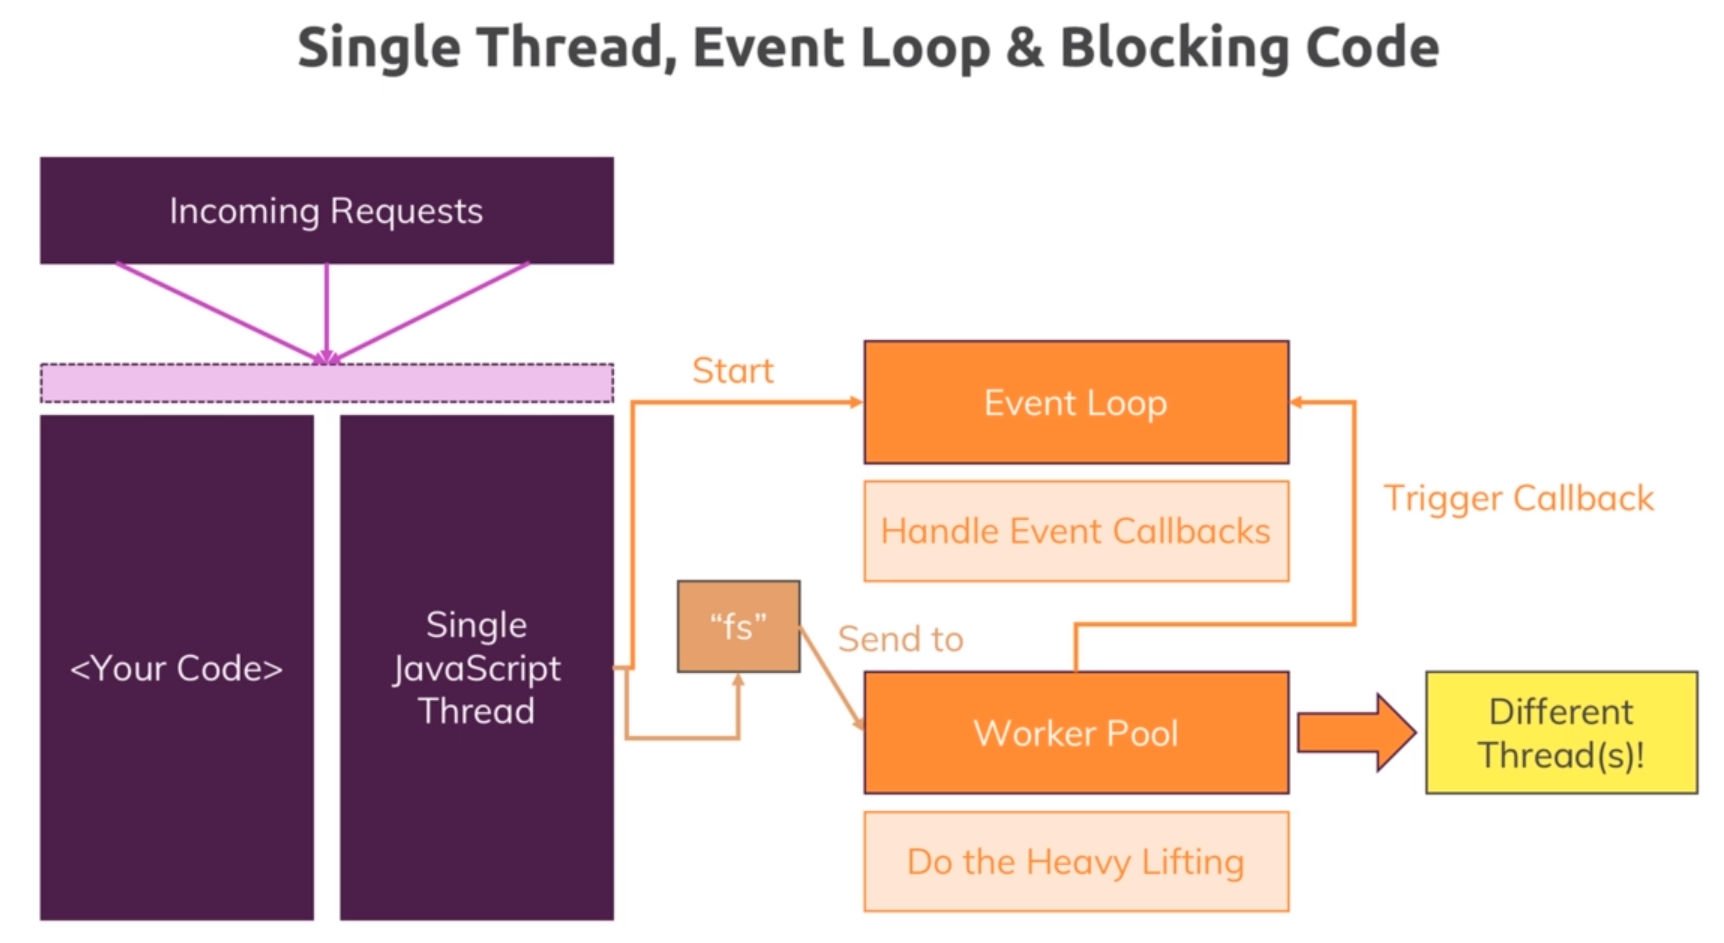 Single Thread, Event Loop & Blocking Code
Incoming Requests
<Your Code>
Single
JavaScript
Thread
Start
Event Loop
Handle Event Callbacks
Trigger Callback
“fs”
Send to
Worker Pool
Different
Thread(s)!
Do the Heavy Lifting